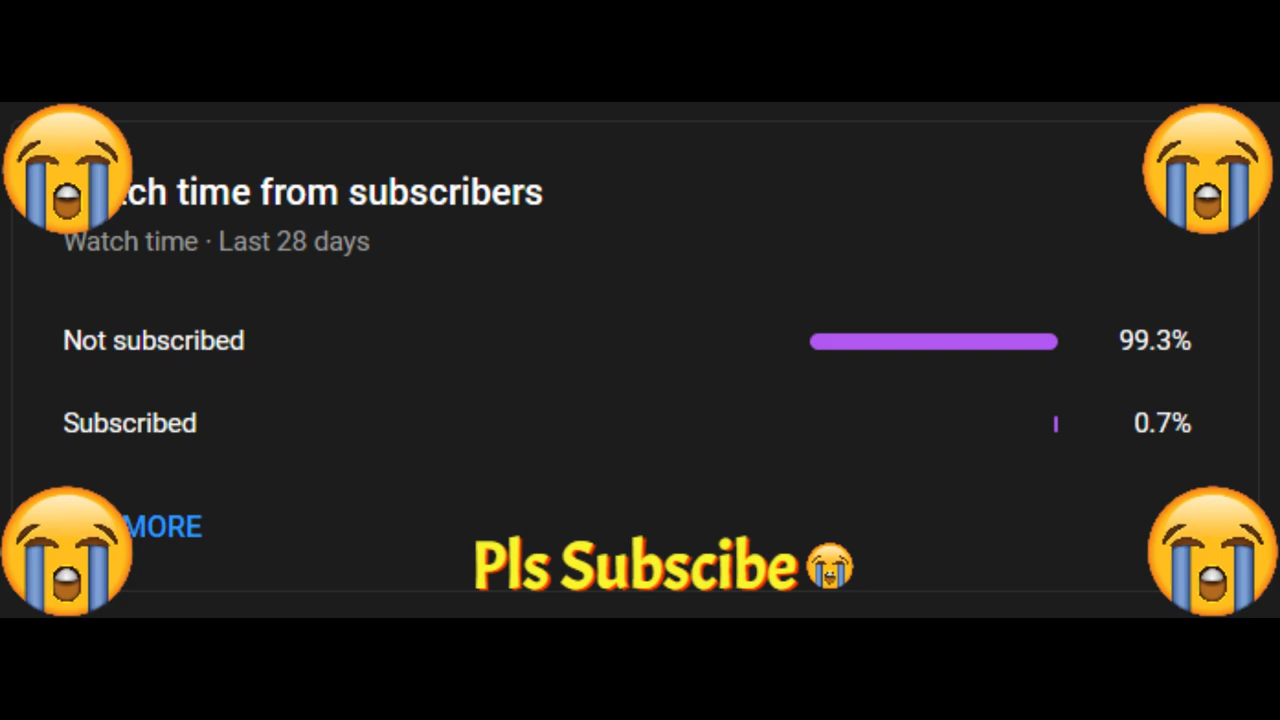 ch time from subscribers
Watch time · Last 28 days
Not subscribed 99.3%
Subscribed 0.7%
MORE
Pls Subscibe